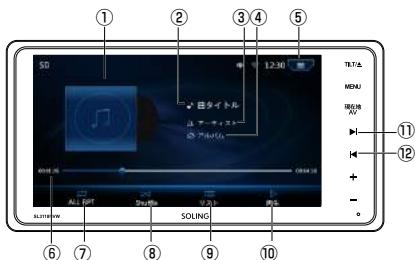 ① ② ③ ④ ⑤
SD 12:30
TILT/⏏
MENU
♪ 曲タイトル
現在地
AV
アーティスト
アルバム
⑪
⑫
+
−
ALL RPT Shuffle リスト 再生
SOLING
⑥ ⑦ ⑧ ⑨ ⑩